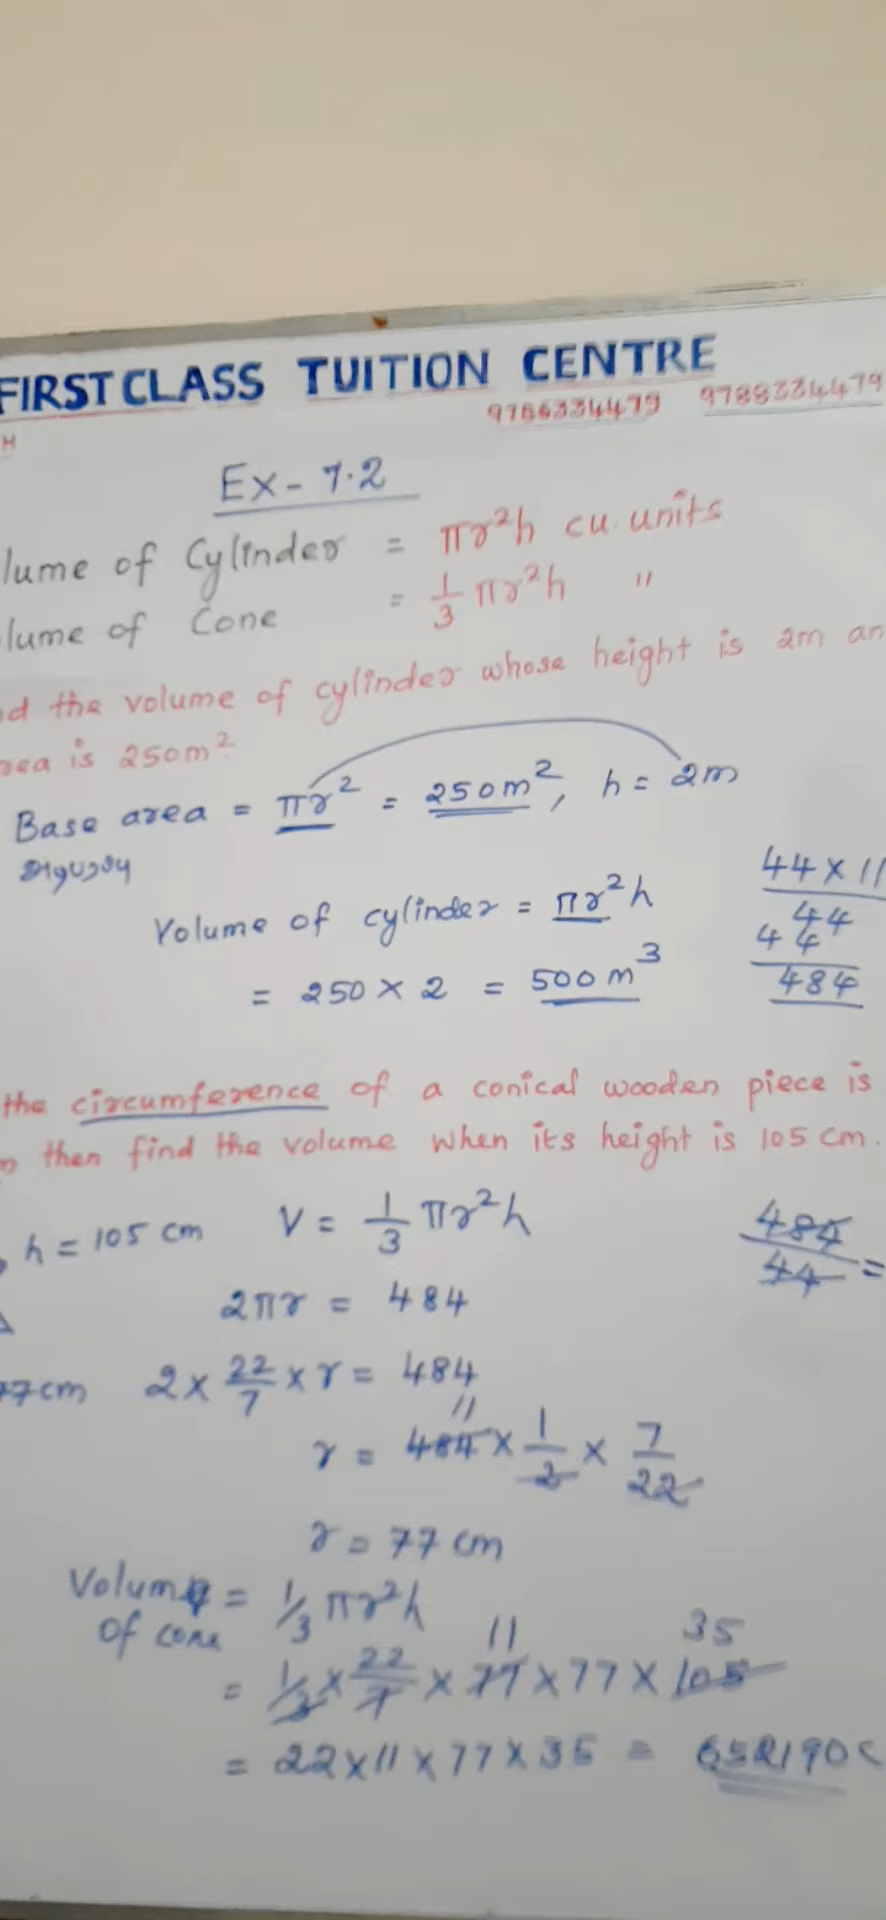 FIRST CLASS TUITION CENTRE
9786334479 9788334479
H
Ex - 7.2
lume of Cylinder = πr²h cu. units
lume of Cone = 1/3 πr²h "
nd the volume of cylinder whose height is 2m an
rea is 250m²
Base area = πr² = 250m², h = 2m
அடிபரப்பு
Volume of cylinder = πr²h
= 250 × 2 = 500 m³
44 × 11
44
44
484
the circumference of a conical wooden piece is
m then find the volume when its height is 105 cm.
h = 105 cm V = 1/3 πr²h
484/44 =
2πr = 484
77cm 2 × 22/7 × r = 484
11
r = 484 × 1/2 × 7/22
r = 77 cm
Volume of cone = 1/3 πr²h
11 35
= 1/3 × 22/7 × 77 × 77 × 105
= 22 × 11 × 77 × 35 = 652190 c